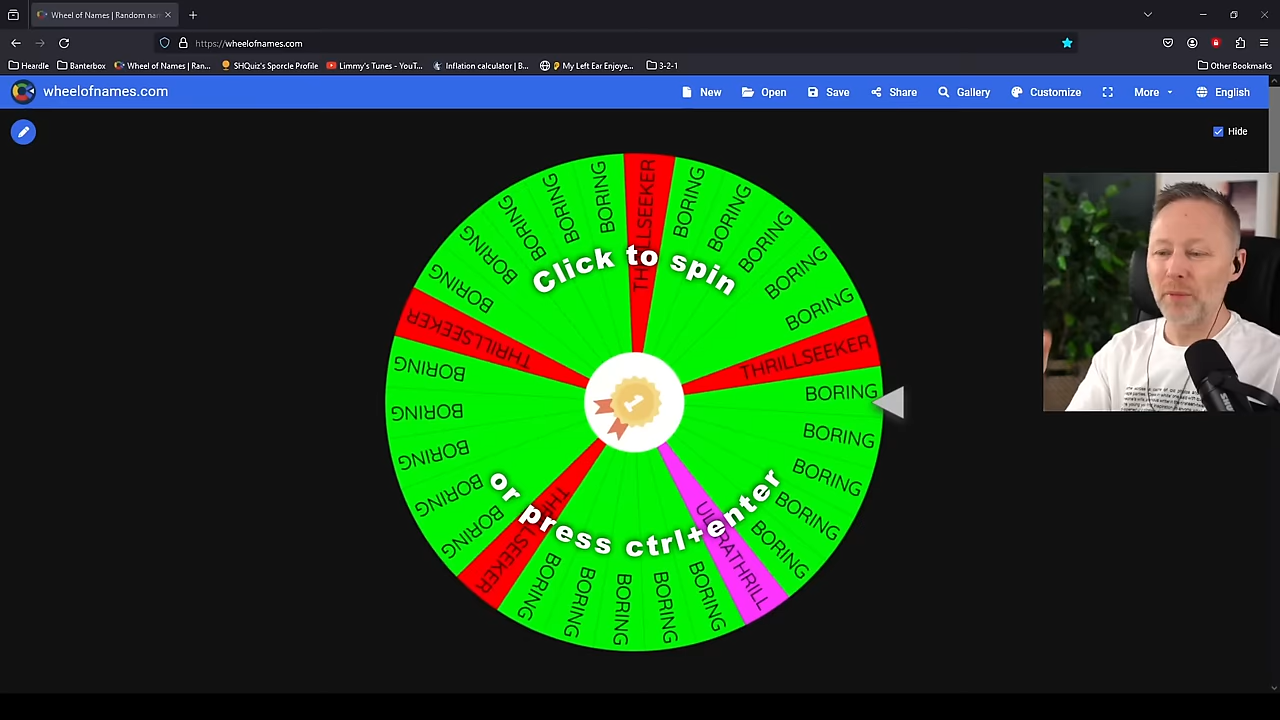 Wheel of Names | Random na
https://wheelofnames.com
Heardle
Banterbox
Wheel of Names | Ran...
SHQuiz's Sporcle Profile
Limmy's Tunes - YouT...
Inflation calculator | B...
My Left Ear Enjoye...
3-2-1
Other Bookmarks
wheelofnames.com
New
Open
Save
Share
Gallery
Customize
More
English
Hide
THRILLSEEKER
BORING
BORING
BORING
BORING
BORING
THRILLSEEKER
BORING
BORING
BORING
BORING
BORING
ULTRATHRILL
BORING
BORING
BORING
BORING
BORING
THRILLSEEKER
BORING
BORING
BORING
BORING
BORING
THRILLSEEKER
BORING
BORING
BORING
BORING
BORING
Click to spin
1
or press ctrl+enter